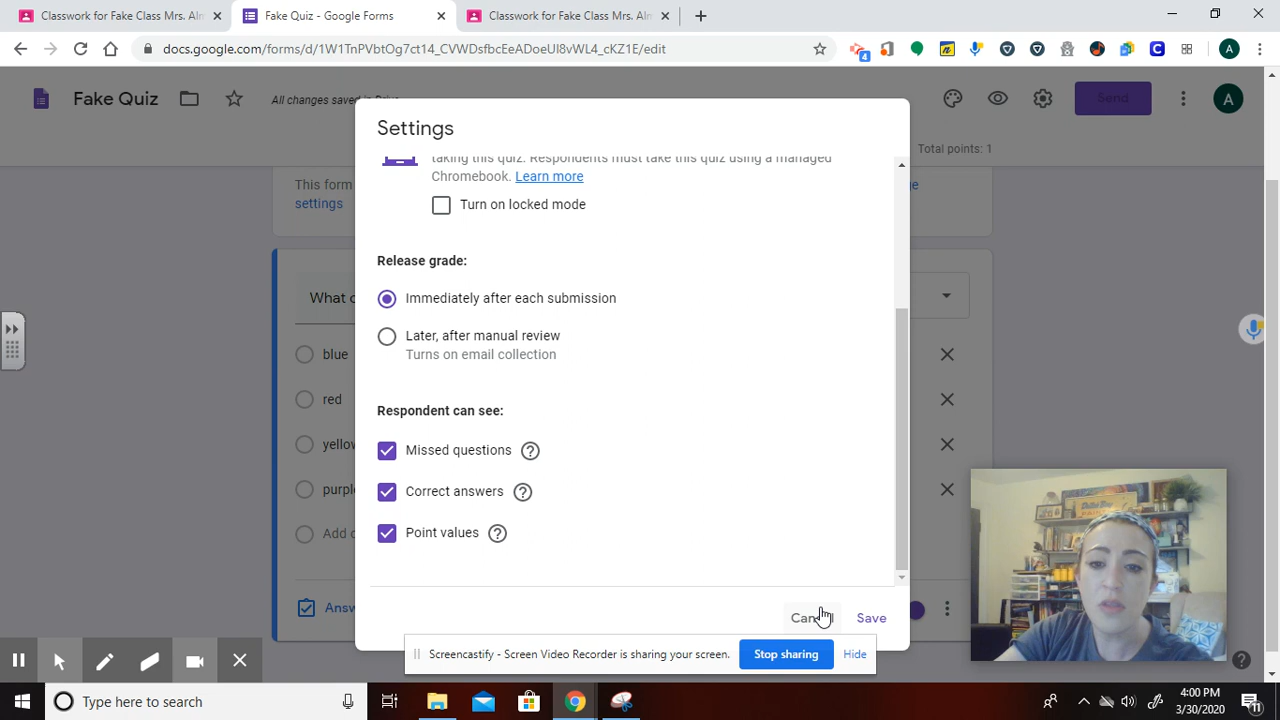 Classwork for Fake Class Mrs. Alm
Fake Quiz - Google Forms
Classwork for Fake Class Mrs. Alm
docs.google.com/forms/d/1W1TnPVbtOg7ct14_CVWDsfbcEeADoeUI8vWL4_cKZ1E/edit
4
A
Fake Quiz
All changes saved in Drive
Send
A
Settings
Total points: 1
taking this quiz. Respondents must take this quiz using a managed
Chromebook. Learn more
This form
settings
Turn on locked mode
Release grade:
What
Immediately after each submission
Later, after manual review
Turns on email collection
blue
red
yellow
purple
Add
Respondent can see:
Missed questions
Correct answers
Point values
Cancel
Save
Screencastify - Screen Video Recorder is sharing your screen.
Stop sharing
Hide
Type here to search
4:00 PM
3/30/2020
11